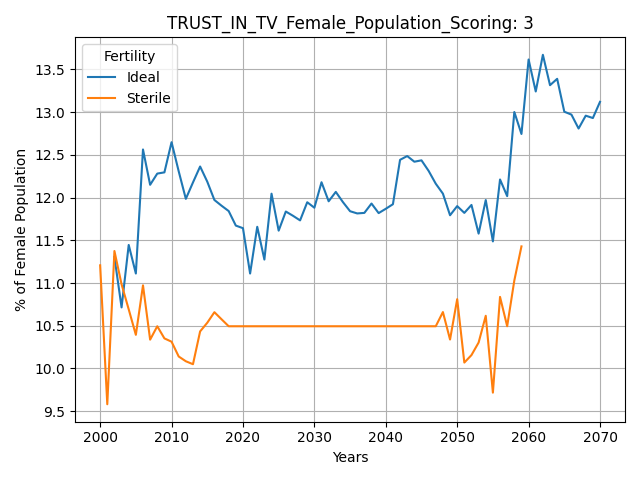 TRUST_IN_TV_Female_Population_Scoring: 3
Fertility
Ideal
Sterile
% of Female Population
13.5
13.0
12.5
12.0
11.5
11.0
10.5
10.0
9.5
2000 2010 2020 2030 2040 2050 2060 2070
Years